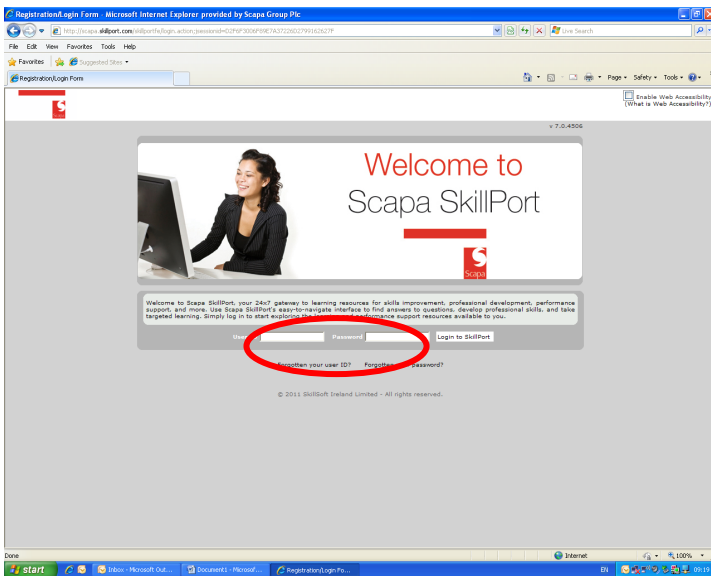 Registration/Login Form - Microsoft Internet Explorer provided by Scapa Group Plc
http://scapa.skillport.com/skillportfe/login.action;jsessionid=D2F6F3006F89E7A37226D2799162627F
Live Search
File Edit View Favorites Tools Help
Favorites Suggested Sites
Registration/Login Form
Page Safety Tools
Enable Web Accessibility
(What is Web Accessibility?)
Scapa
v 7.0.4506
Welcome to
Scapa SkillPort
Scapa
Welcome to Scapa SkillPort, your 24x7 gateway to learning resources for skills improvement, professional development, performance
support, and more. Use Scapa SkillPort's easy-to-navigate interface to find answers to questions, develop professional skills, and take
targeted learning. Simply log in to start exploring the learning and performance support resources available to you.
User Password Login to SkillPort
Forgotten your user ID? Forgotten password?
© 2011 SkillSoft Ireland Limited - All rights reserved.
Done Internet 100%
start Inbox - Microsoft Out... Document1 - Microsof... Registration/Login Fo... EN 09:19